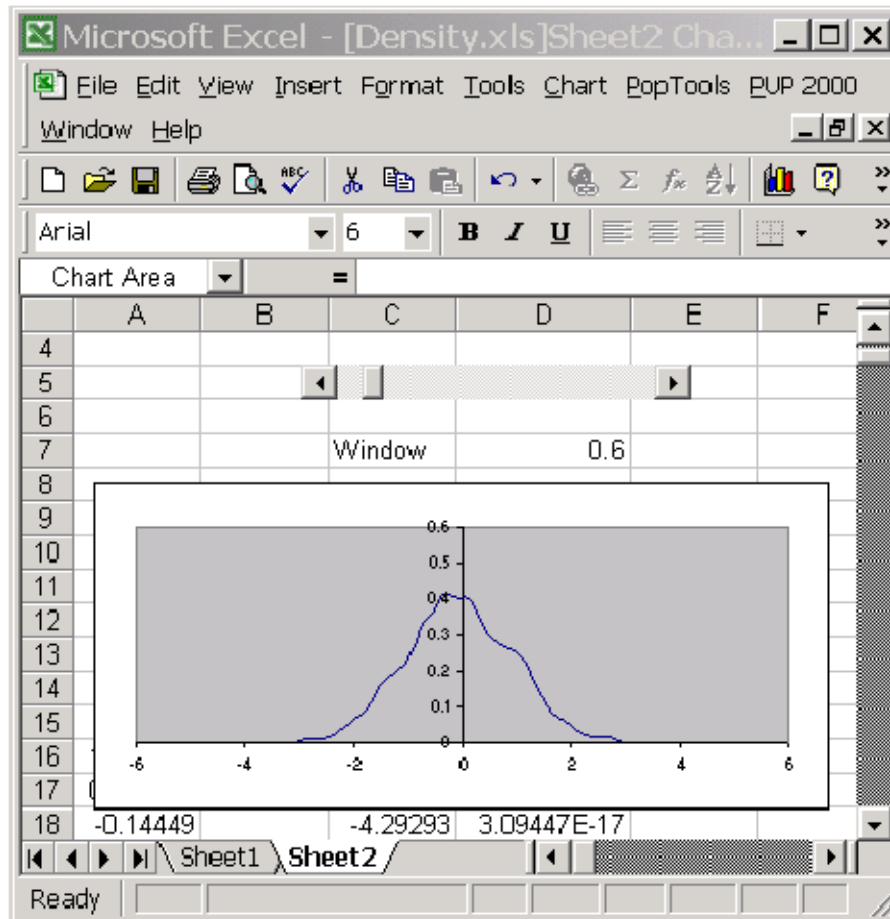 Microsoft Excel - [Density.xls]Sheet2 Cha...
File Edit View Insert Format Tools Chart PopTools PUP 2000
Window Help
ABC
Σ fx A Z
Arial 6 B I U
Chart Area =
A B C D E F
4
5
6
7 Window 0.6
8
9
10
11
12
13
14
15
16
17
0.6
0.5
0.4
0.3
0.2
0.1
0
-6 -4 -2 0 2 4 6
18 -0.14449 -4.29293 3.09447E-17
Sheet1 Sheet2
Ready